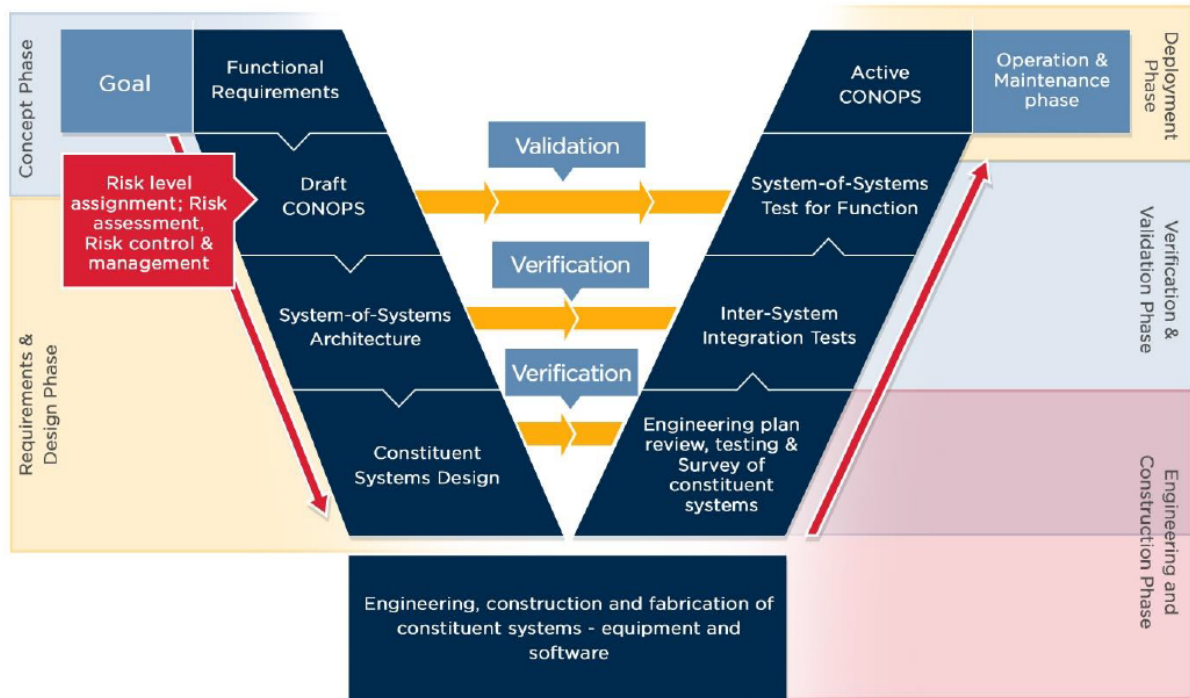 Concept Phase
Goal
Functional
Requirements
Risk level
assignment; Risk
assessment,
Risk control &
management
Draft
CONOPS
System-of-Systems
Architecture
Requirements &
Design Phase
Constituent
Systems Design
Validation
Verification
Verification
Active
CONOPS
Operation &
Maintenance
phase
Deployment
Phase
System-of-Systems
Test for Function
Inter-System
Integration Tests
Verification &
Validation Phase
Engineering plan
review, testing &
Survey of
constituent
systems
Engineering and
Construction Phase
Engineering, construction and fabrication of
constituent systems - equipment and
software